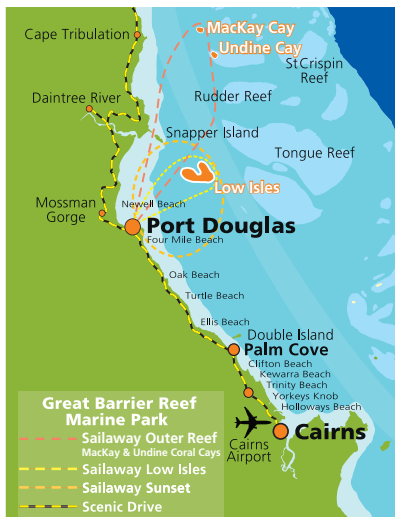 MacKay Cay
Cape Tribulation
Undine Cay
St Crispin
Reef
Daintree River
Rudder Reef
Snapper Island
Tongue Reef
Low Isles
Mossman
Gorge
Newell Beach
Port Douglas
Four Mile Beach
Oak Beach
Turtle Beach
Ellis Beach
Double Island
Palm Cove
Clifton Beach
Kewarra Beach
Trinity Beach
Yorkeys Knob
Holloways Beach
Cairns
Cairns
Airport
Great Barrier Reef
Marine Park
Sailaway Outer Reef
MacKay & Undine Coral Cays
Sailaway Low Isles
Sailaway Sunset
Scenic Drive